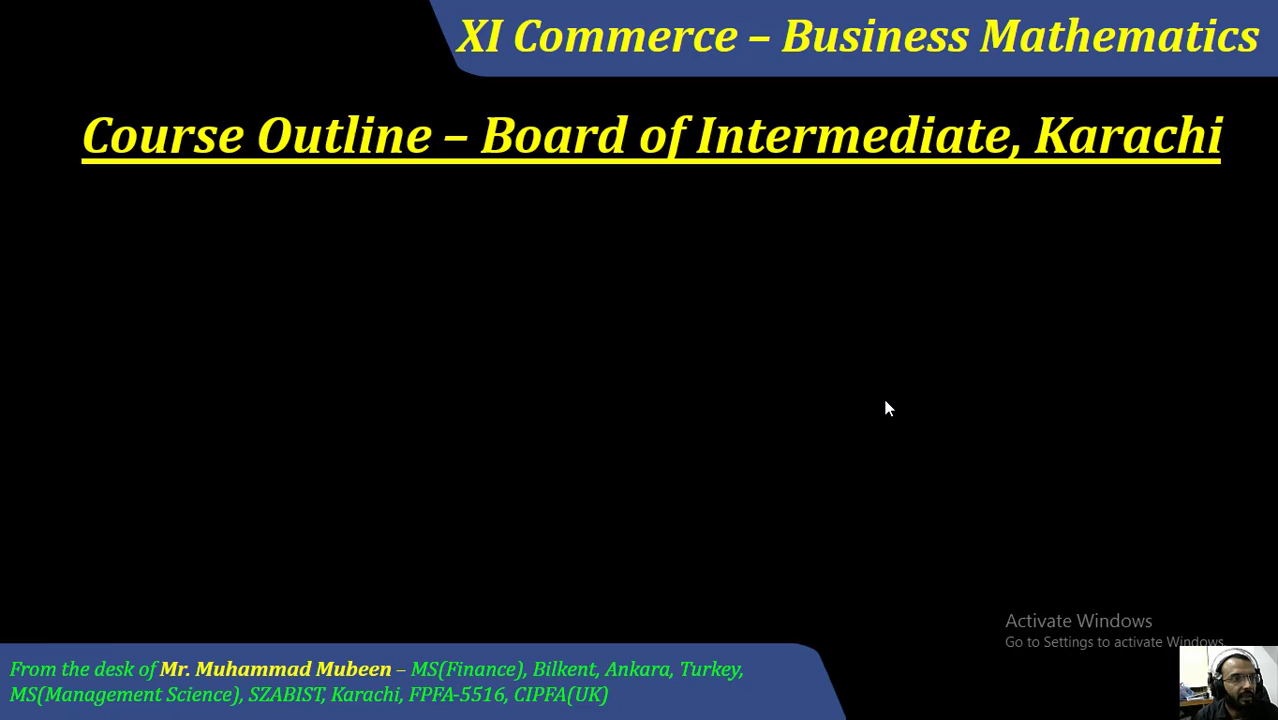 XI Commerce – Business Mathematics
Course Outline – Board of Intermediate, Karachi
Activate Windows
Go to Settings to activate Windows.
From the desk of Mr. Muhammad Mubeen – MS(Finance), Bilkent, Ankara, Turkey,
MS(Management Science), SZABIST, Karachi, FPFA-5516, CIPFA(UK)